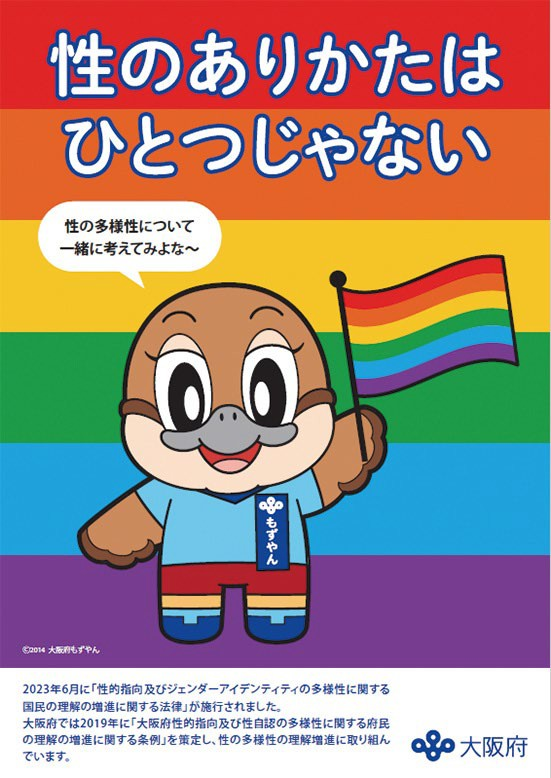 性のありかたは
ひとつじゃない
性の多様性について
一緒に考えてみよな～
もずやん
©2014 大阪府もずやん
2023年6月に「性的指向及びジェンダーアイデンティティの多様性に関する
国民の理解の増進に関する法律」が施行されました。
大阪府では2019年に「大阪府性的指向及び性自認の多様性に関する府民
の理解の増進に関する条例」を策定し、性の多様性の理解増進に取り組ん
でいます。
大阪府